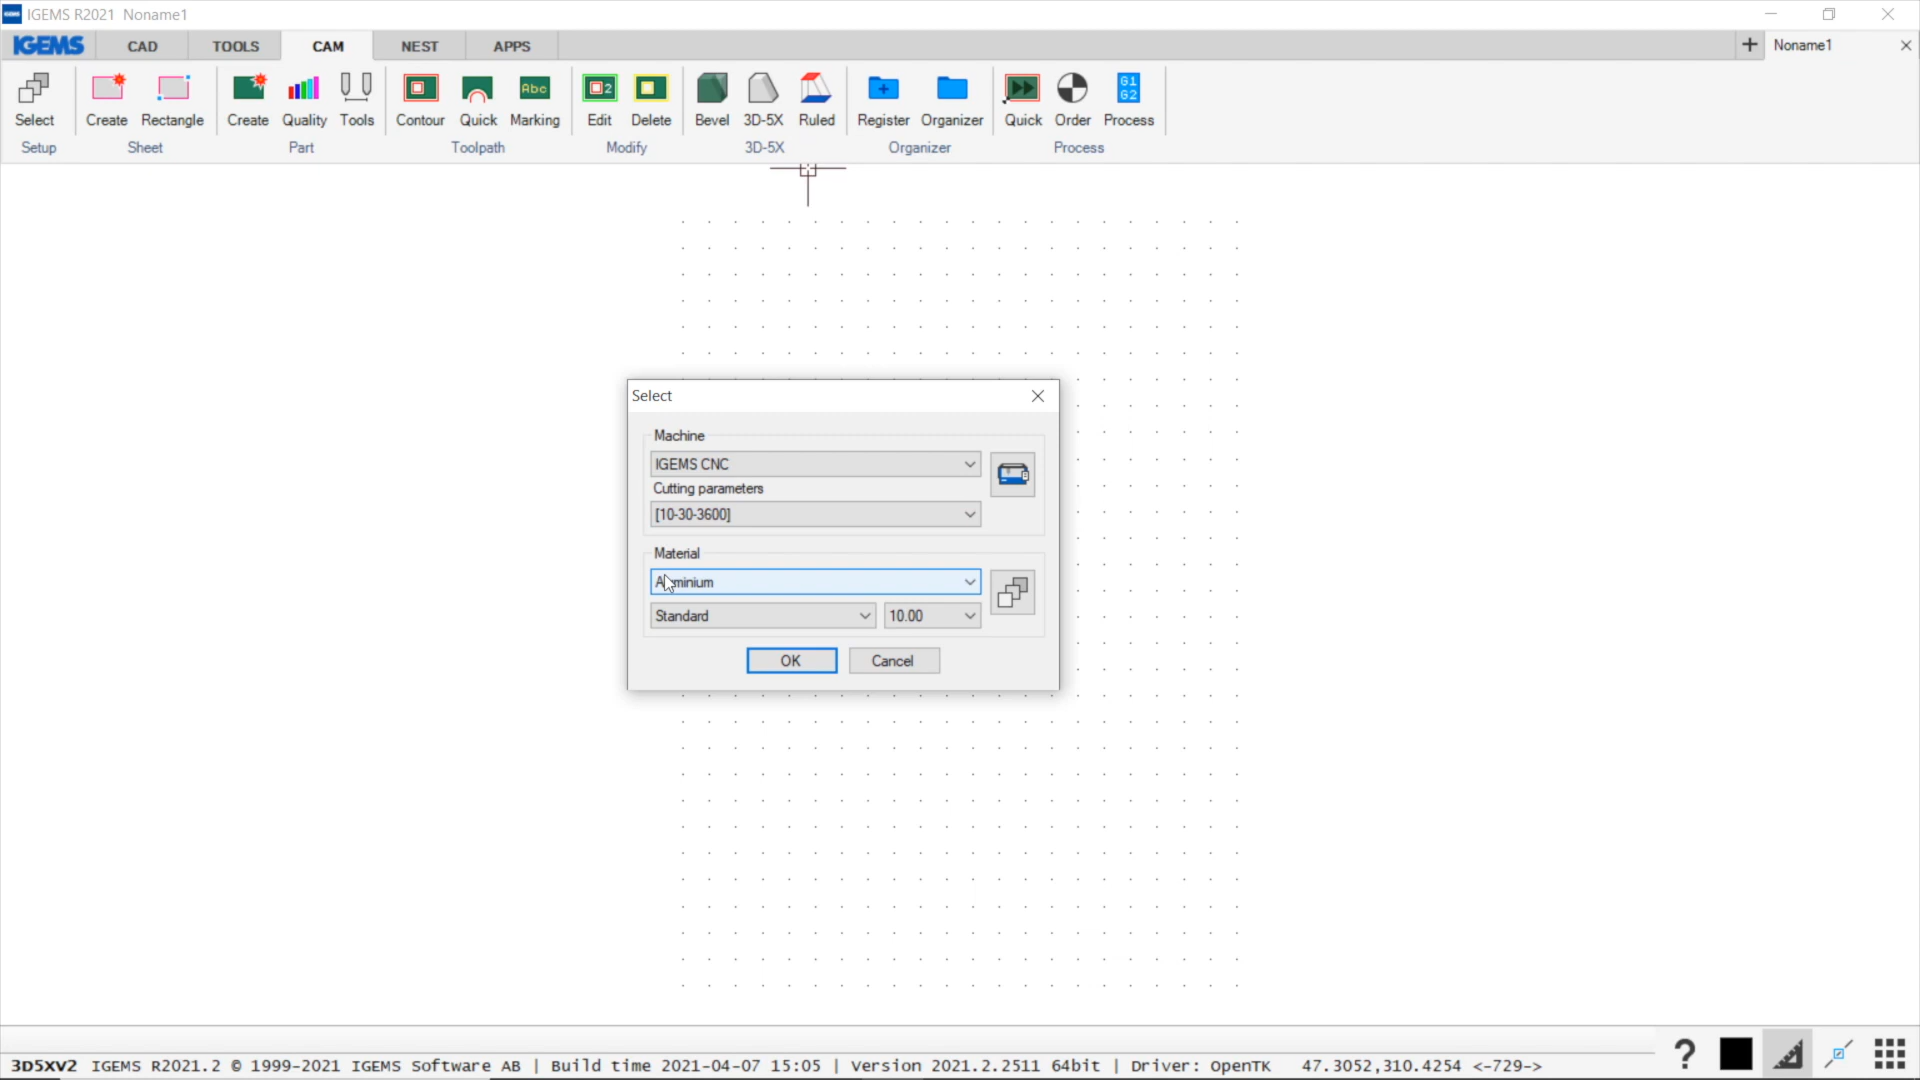 IGEMS R2021 Noname1
IGEMS CAD TOOLS CAM NEST APPS Noname1
Select Create Rectangle Create Quality Tools Contour Quick Marking Edit Delete Bevel 3D-5X Ruled Register Organizer Quick Order Process
Abc
G1
G2
2
Setup Sheet Part Toolpath Modify 3D-5X Organizer Process
Select
Machine
IGEMS CNC
Cutting parameters
[10-30-3600]
Material
Standard 10.00
OK Cancel
3D5XV2 IGEMS R2021.2 © 1999-2021 IGEMS Software AB | Build time 2021-04-07 15:05 | Version 2021.2.2511 64bit | Driver: OpenTK 47.3052,310.4254 <-729->